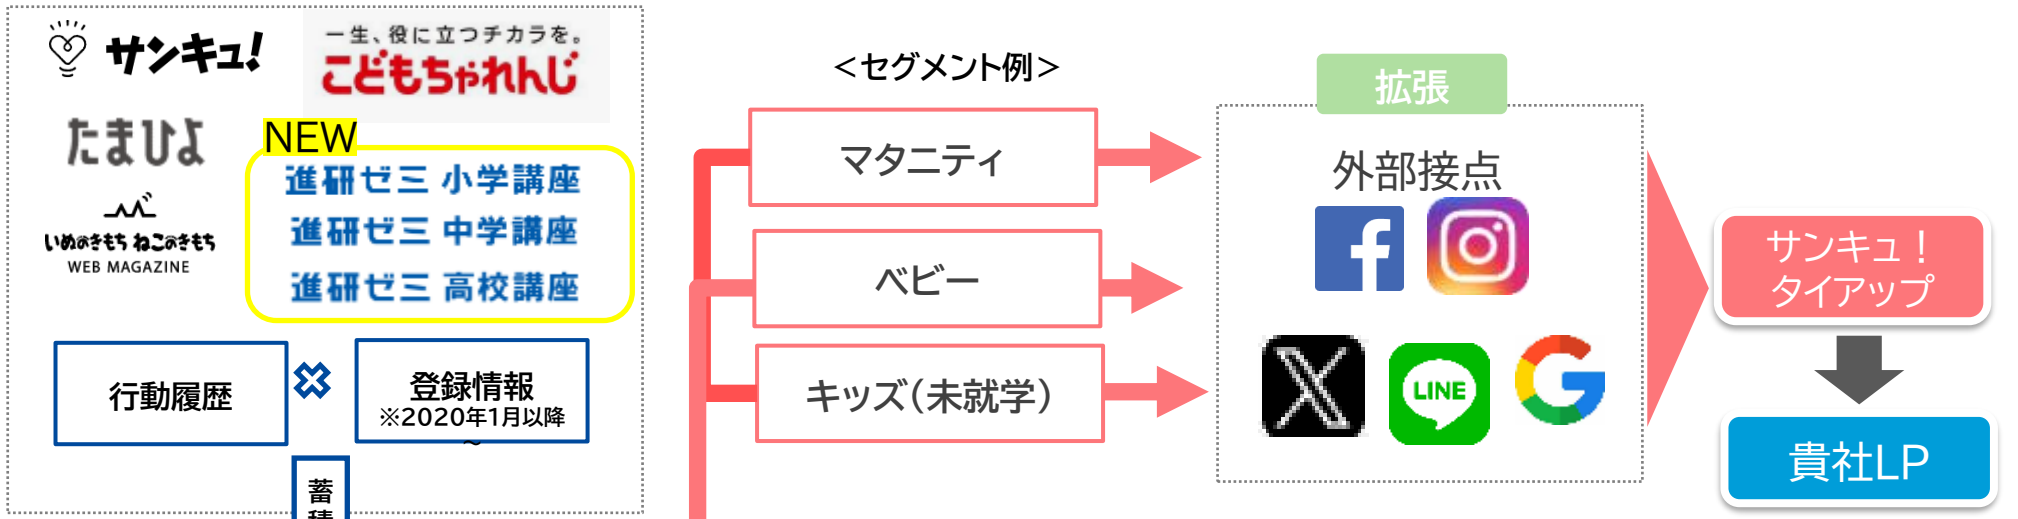 サンキュ!
一生、役に立つチカラを。
こどもちゃれんじ
たまひよ
NEW
進研ゼミ 小学講座
進研ゼミ 中学講座
進研ゼミ 高校講座
いぬのきもち ねこのきもち
WEB MAGAZINE
行動履歴
登録情報
※2020年1月以降
~
蓄
積
<セグメント例>
マタニティ
ベビー
キッズ(未就学)
拡張
外部接点
LINE
サンキュ!
タイアップ
貴社LP